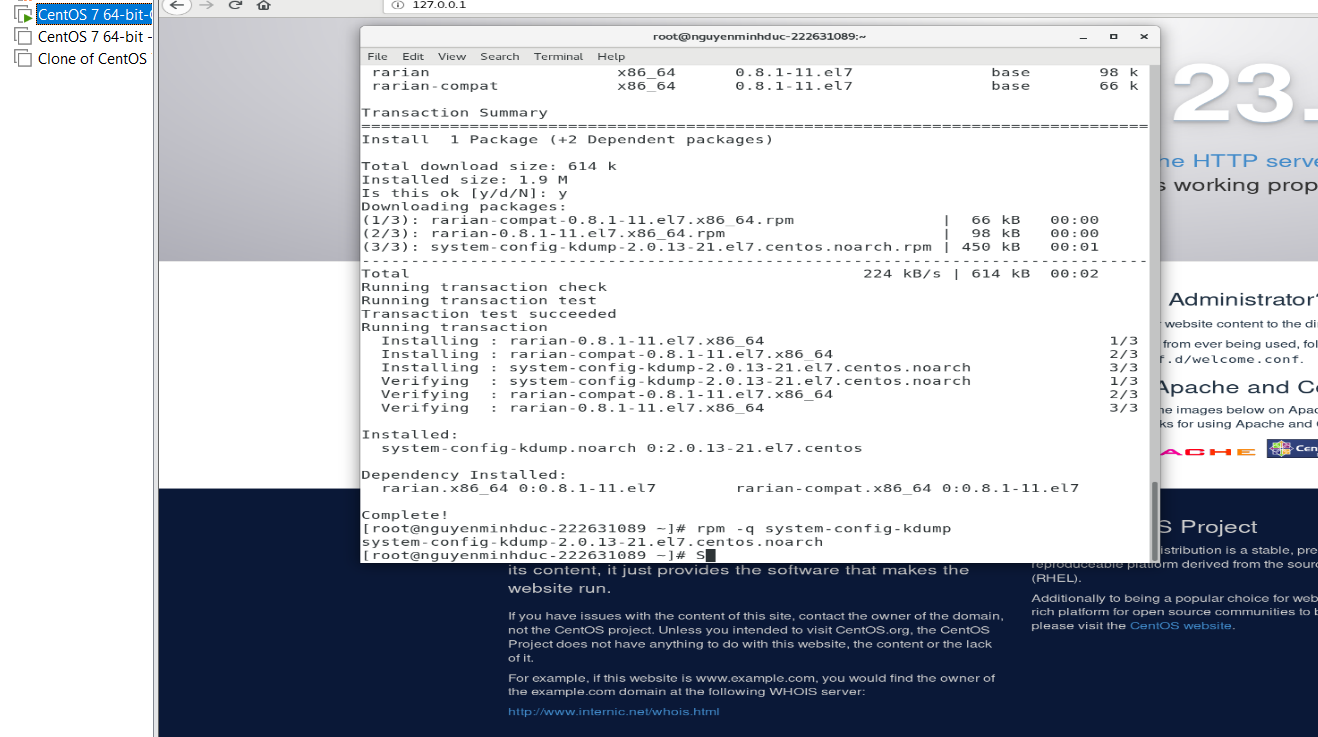 CentOS 7 64-bit-
CentOS 7 64-bit -
Clone of CentOS
127.0.0.1
root@nguyenminhduc-222631089:~
File Edit View Search Terminal Help
rarian x86_64 0.8.1-11.el7 base 98 k
rarian-compat x86_64 0.8.1-11.el7 base 66 k
Transaction Summary
================================================================================
Install 1 Package (+2 Dependent packages)
Total download size: 614 k
Installed size: 1.9 M
Is this ok [y/d/N]: y
Downloading packages:
(1/3): rarian-compat-0.8.1-11.el7.x86_64.rpm | 66 kB 00:00
(2/3): rarian-0.8.1-11.el7.x86_64.rpm | 98 kB 00:00
(3/3): system-config-kdump-2.0.13-21.el7.centos.noarch.rpm | 450 kB 00:01
--------------------------------------------------------------------------------
Total 224 kB/s | 614 kB 00:02
Running transaction check
Running transaction test
Transaction test succeeded
Running transaction
Installing : rarian-0.8.1-11.el7.x86_64 1/3
Installing : rarian-compat-0.8.1-11.el7.x86_64 2/3
Installing : system-config-kdump-2.0.13-21.el7.centos.noarch 3/3
Verifying : system-config-kdump-2.0.13-21.el7.centos.noarch 1/3
Verifying : rarian-compat-0.8.1-11.el7.x86_64 2/3
Verifying : rarian-0.8.1-11.el7.x86_64 3/3
Installed:
system-config-kdump.noarch 0:2.0.13-21.el7.centos
Dependency Installed:
rarian.x86_64 0:0.8.1-11.el7 rarian-compat.x86_64 0:0.8.1-11.el7
Complete!
[root@nguyenminhduc-222631089 ~]# rpm -q system-config-kdump
system-config-kdump-2.0.13-21.el7.centos.noarch
[root@nguyenminhduc-222631089 ~]# S
23.
HTTP serve
working prop
Administrator?
website content to the di
from ever being used, fol
f.d/welcome.conf.
Apache and Ce
images below on Apac
for using Apache and
ACHE Cen
S Project
istribution is a stable, pre
reproduceable platform derived from the sour
(RHEL).
Additionally to being a popular choice for web
rich platform for open source communities to b
please visit the CentOS website.
its content, it just provides the software that makes the
website run.
If you have issues with the content of this site, contact the owner of the domain,
not the CentOS project. Unless you intended to visit CentOS.org, the CentOS
Project does not have anything to do with this website, the content or the lack
of it.
For example, if this website is www.example.com, you would find the owner of
the example.com domain at the following WHOIS server:
http://www.internic.net/whois.html